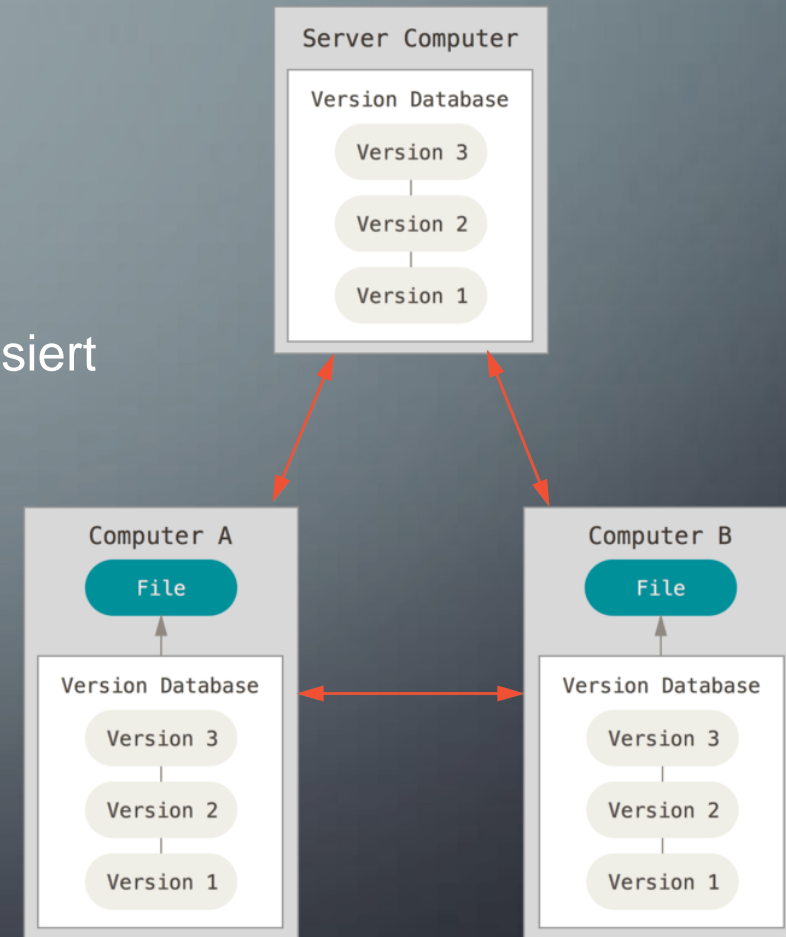 Server Computer
Version Database
Version 3
Version 2
Version 1
siert
Computer A
File
Version Database
Version 3
Version 2
Version 1
Computer B
File
Version Database
Version 3
Version 2
Version 1